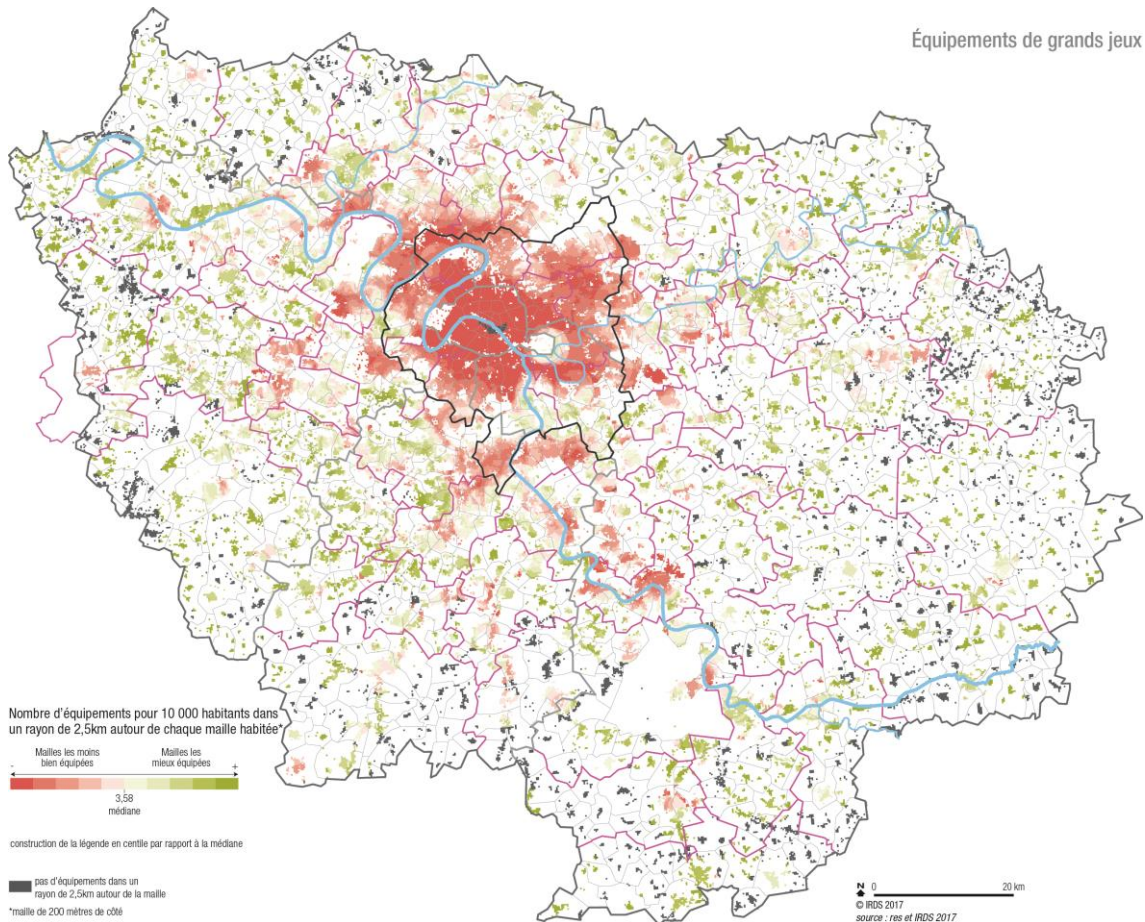 Équipements de grands jeux
Nombre d'équipements pour 10 000 habitants dans
un rayon de 2,5km autour de chaque maille habitée*
Mailles les moins
bien équipées
Mailles les
mieux équipées
-
+
3,58
médiane
construction de la légende en centile par rapport à la médiane
pas d'équipements dans un
rayon de 2,5km autour de la maille
*maille de 200 mètres de côté
N
0
20 km
© IRDS 2017
source : res et IRDS 2017